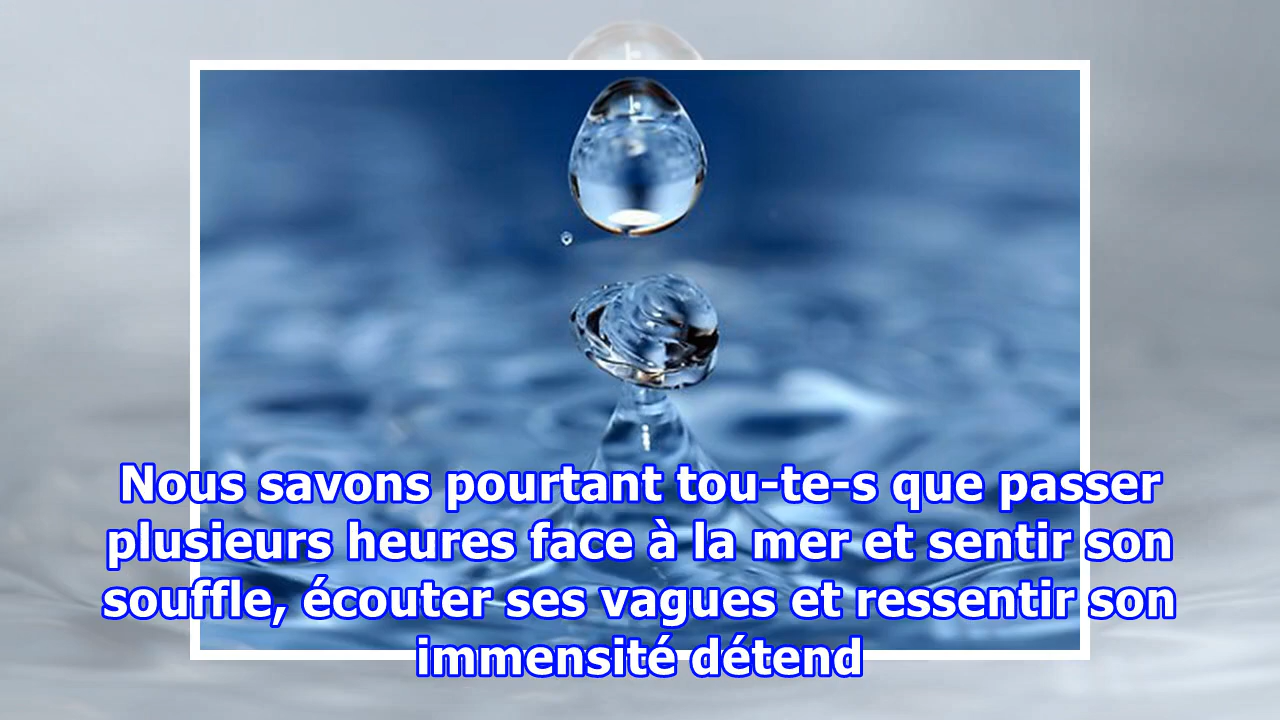 Nous savons pourtant tou-te-s que passer
plusieurs heures face à la mer et sentir son
souffle, écouter ses vagues et ressentir son
immensité détend